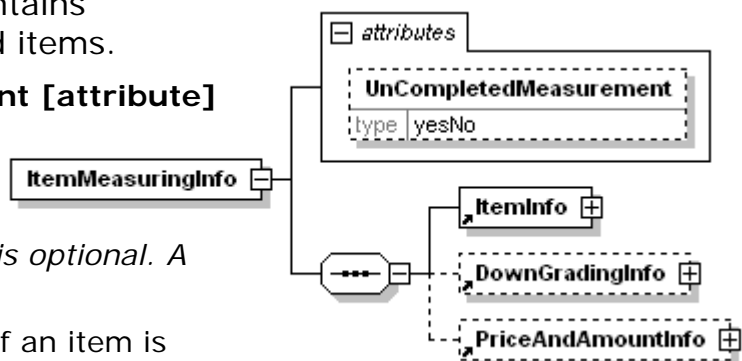 ntains
d items.
nt [attribute]
is optional. A
f an item is
attributes
UnCompletedMeasurement
type yesNo
ItemMeasuringInfo
ItemInfo
DownGradingInfo
PriceAndAmountInfo